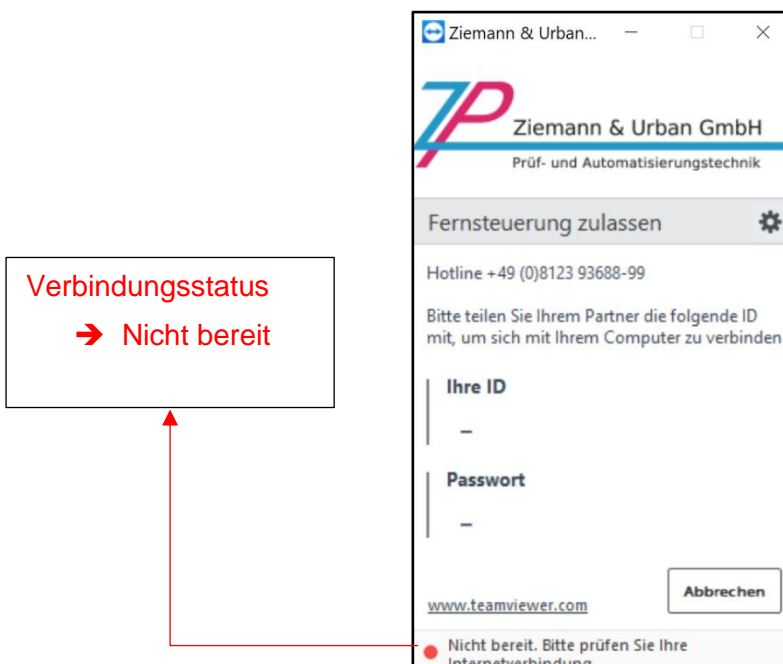 Ziemann & Urban...
Ziemann & Urban GmbH
Prüf- und Automatisierungstechnik
Fernsteuerung zulassen
Hotline +49 (0)8123 93688-99
Bitte teilen Sie Ihrem Partner die folgende ID
mit, um sich mit Ihrem Computer zu verbinden
Ihre ID
–
Passwort
–
Abbrechen
www.teamviewer.com
Nicht bereit. Bitte prüfen Sie Ihre
Internetverbindung
Verbindungsstatus
➔ Nicht bereit